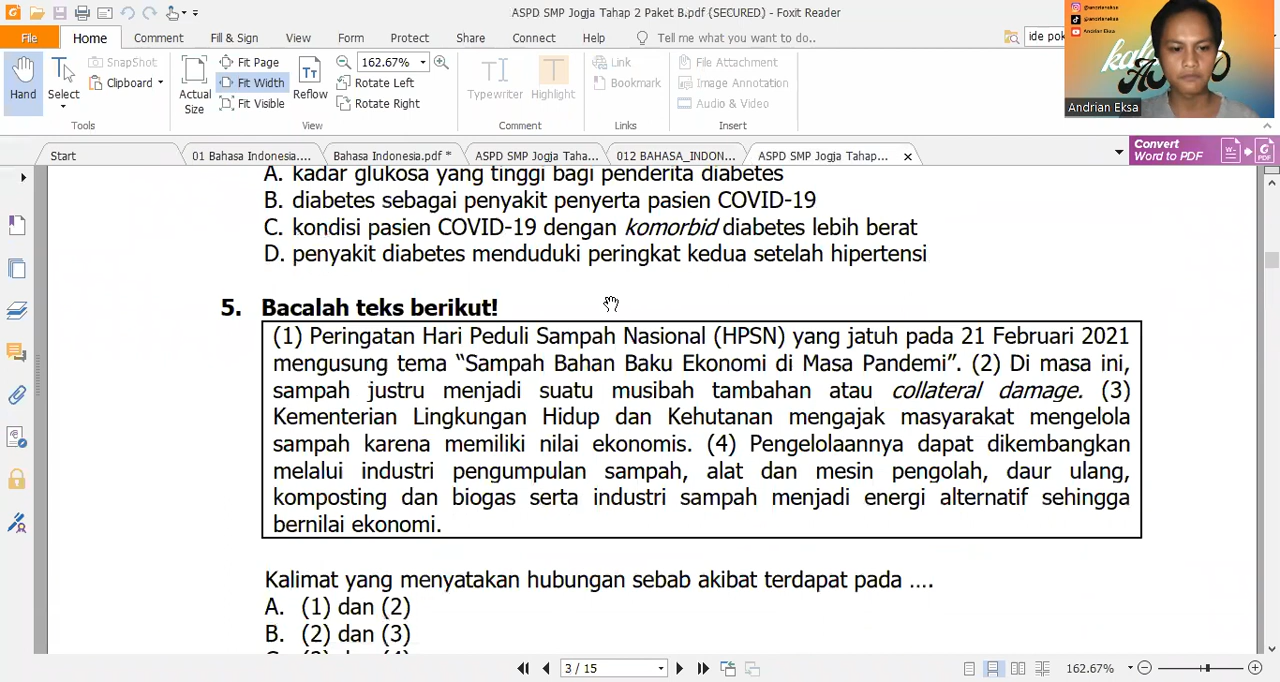 ASPD SMP Jogja Tahap 2 Paket B.pdf (SECURED) - Foxit Reader
File Home Comment Fill & Sign View Form Protect Share Connect Help Tell me what you want to do..
ide pok
Hand
Select
SnapShot
Clipboard
Tools
Actual Size
Fit Page
Fit Width
Fit Visible
Reflow
162.67%
Rotate Left
Rotate Right
View
Typewriter
Highlight
Comment
Link
Bookmark
Links
File Attachment
Image Annotation
Audio & Video
Insert
@andrianeksa
@andrianeksa
Andrian Eksa
Andrian Eksa
Start
01 Bahasa Indonesia....
Bahasa Indonesia.pdf *
ASPD SMP Jogja Taha...
012 BAHASA_INDON...
ASPD SMP Jogja Tahap...
Convert
Word to PDF
A. kadar glukosa yang tinggi bagi penderita diabetes
B. diabetes sebagai penyakit penyerta pasien COVID-19
C. kondisi pasien COVID-19 dengan komorbid diabetes lebih berat
D. penyakit diabetes menduduki peringkat kedua setelah hipertensi
5. Bacalah teks berikut!
(1) Peringatan Hari Peduli Sampah Nasional (HPSN) yang jatuh pada 21 Februari 2021
mengusung tema “Sampah Bahan Baku Ekonomi di Masa Pandemi”. (2) Di masa ini,
sampah justru menjadi suatu musibah tambahan atau collateral damage. (3)
Kementerian Lingkungan Hidup dan Kehutanan mengajak masyarakat mengelola
sampah karena memiliki nilai ekonomis. (4) Pengelolaannya dapat dikembangkan
melalui industri pengumpulan sampah, alat dan mesin pengolah, daur ulang,
komposting dan biogas serta industri sampah menjadi energi alternatif sehingga
bernilai ekonomi.
Kalimat yang menyatakan hubungan sebab akibat terdapat pada ....
A. (1) dan (2)
B. (2) dan (3)
3 / 15
162.67%